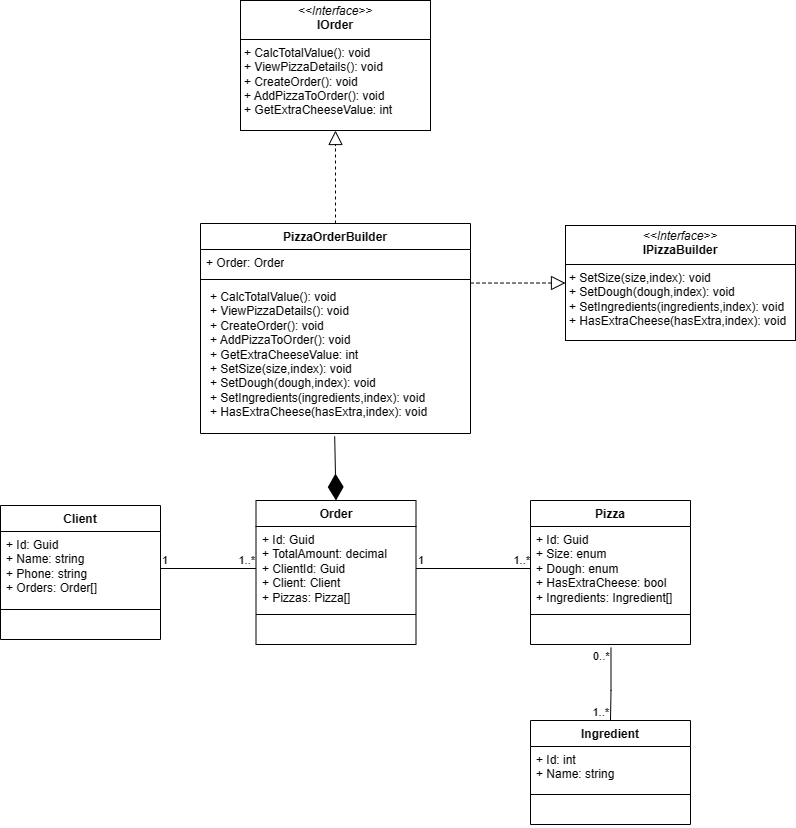 <<Interface>>
IOrder
+ CalcTotalValue(): void
+ ViewPizzaDetails(): void
+ CreateOrder(): void
+ AddPizzaToOrder(): void
+ GetExtraCheeseValue: int
PizzaOrderBuilder
+ Order: Order
+ CalcTotalValue(): void
+ ViewPizzaDetails(): void
+ CreateOrder(): void
+ AddPizzaToOrder(): void
+ GetExtraCheeseValue: int
+ SetSize(size,index): void
+ SetDough(dough,index): void
+ SetIngredients(ingredients,index): void
+ HasExtraCheese(hasExtra,index): void
<<Interface>>
IPizzaBuilder
+ SetSize(size,index): void
+ SetDough(dough,index): void
+ SetIngredients(ingredients,index): void
+ HasExtraCheese(hasExtra,index): void
Client
+ Id: Guid
+ Name: string
+ Phone: string
+ Orders: Order[]
1
1..*
Order
+ Id: Guid
+ TotalAmount: decimal
+ ClientId: Guid
+ Client: Client
+ Pizzas: Pizza[]
1
1..*
Pizza
+ Id: Guid
+ Size: enum
+ Dough: enum
+ HasExtraCheese: bool
+ Ingredients: Ingredient[]
0..*
1..*
Ingredient
+ Id: int
+ Name: string